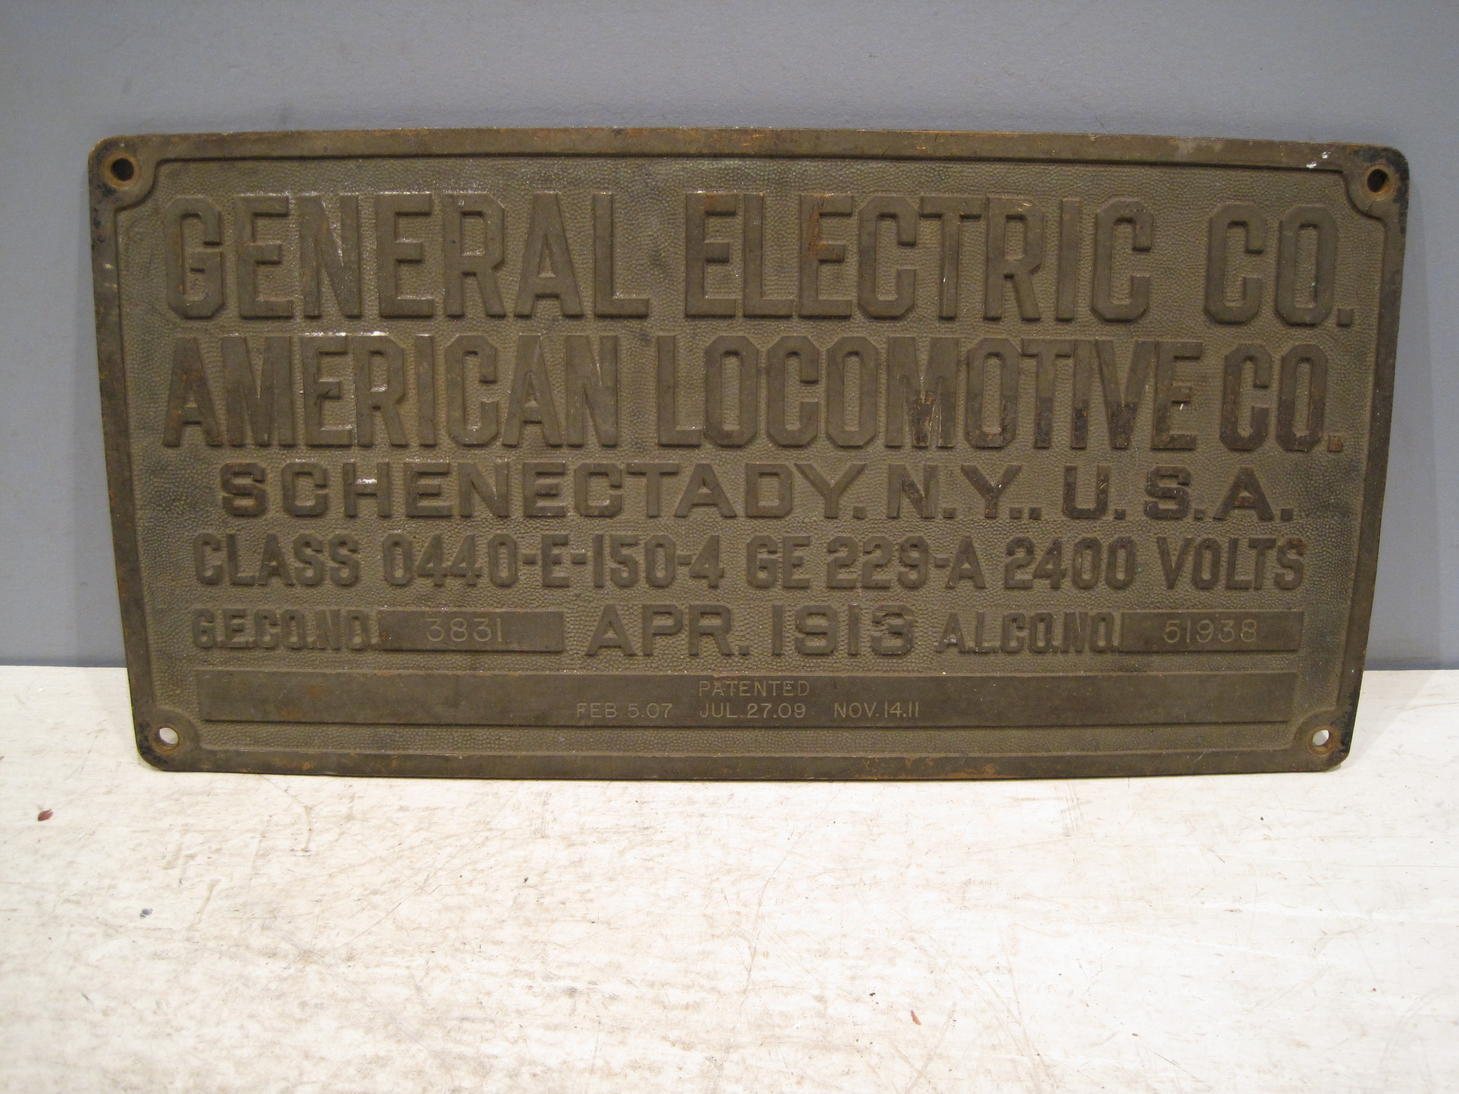 GENERAL ELECTRIC CO.
AMERICAN LOCOMOTIVE CO.
SCHENECTADY, N.Y., U.S.A.
CLASS 0440-E-150-4 GE 229-A 2400 VOLTS
G.E.CO.NO. 3831 APR. 1913 A.L.CO.NO. 51938
PATENTED
FEB. 5.07 JUL.27.09 NOV.14.11